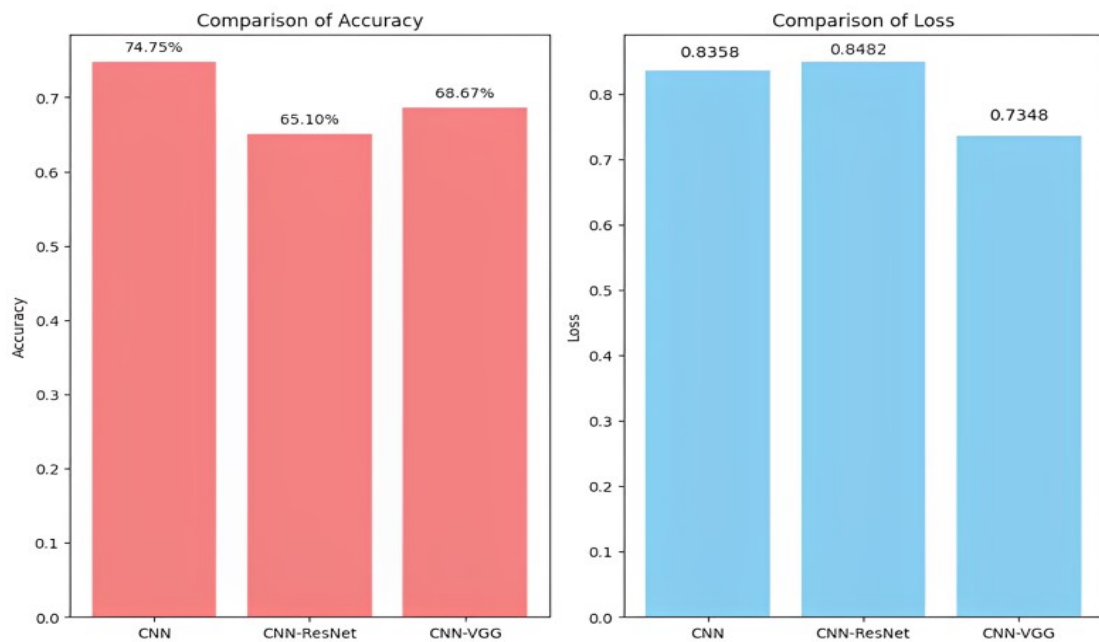 Comparison of Accuracy
74.75%
65.10%
68.67%
0.7
0.6
0.5
0.4
0.3
0.2
0.1
0.0
Accuracy
CNN
CNN-ResNet
CNN-VGG
Comparison of Loss
0.8358
0.8482
0.7348
0.8
0.7
0.6
0.5
0.4
0.3
0.2
0.1
0.0
Loss
CNN
CNN-ResNet
CNN-VGG